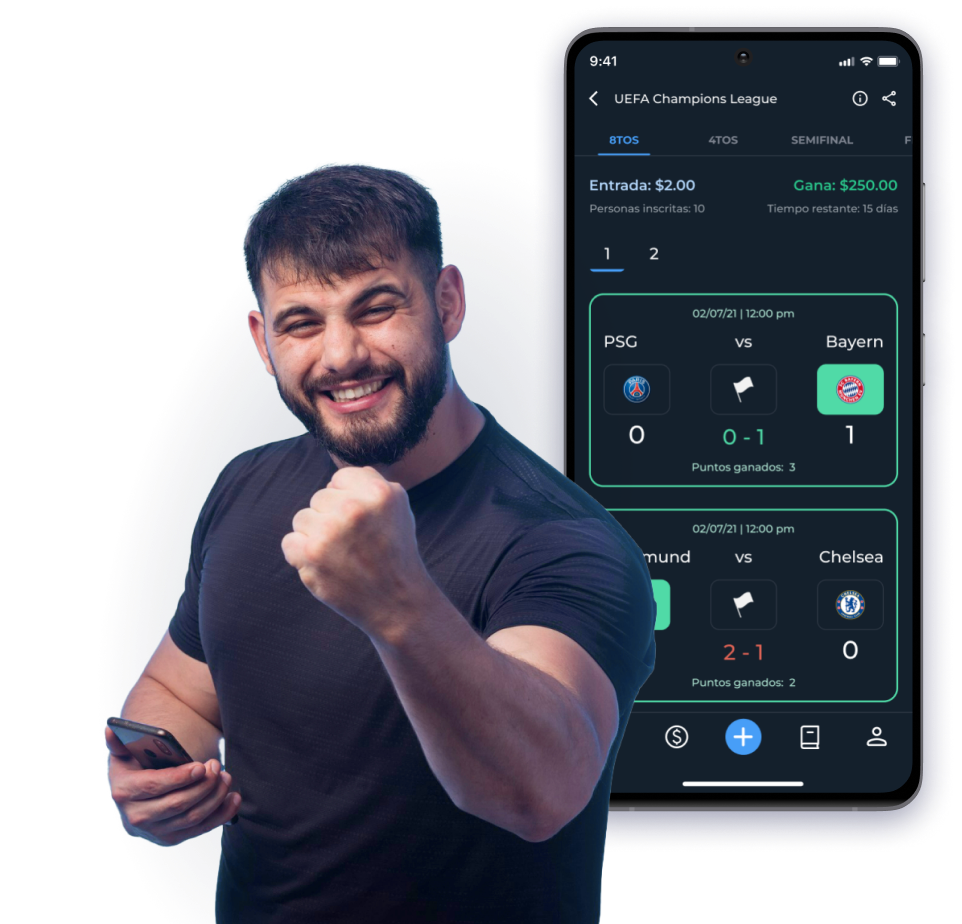 9:41
UEFA Champions League
8TOS 4TOS SEMIFINAL F
Entrada: $2.00 Gana: $250.00
Personas inscritas: 10 Tiempo restante: 15 días
1 2
02/07/21 | 12:00 pm
PSG vs Bayern
0 0 - 1 1
Puntos ganados: 3
02/07/21 | 12:00 pm
mund vs Chelsea
2 - 1 0
Puntos ganados: 2